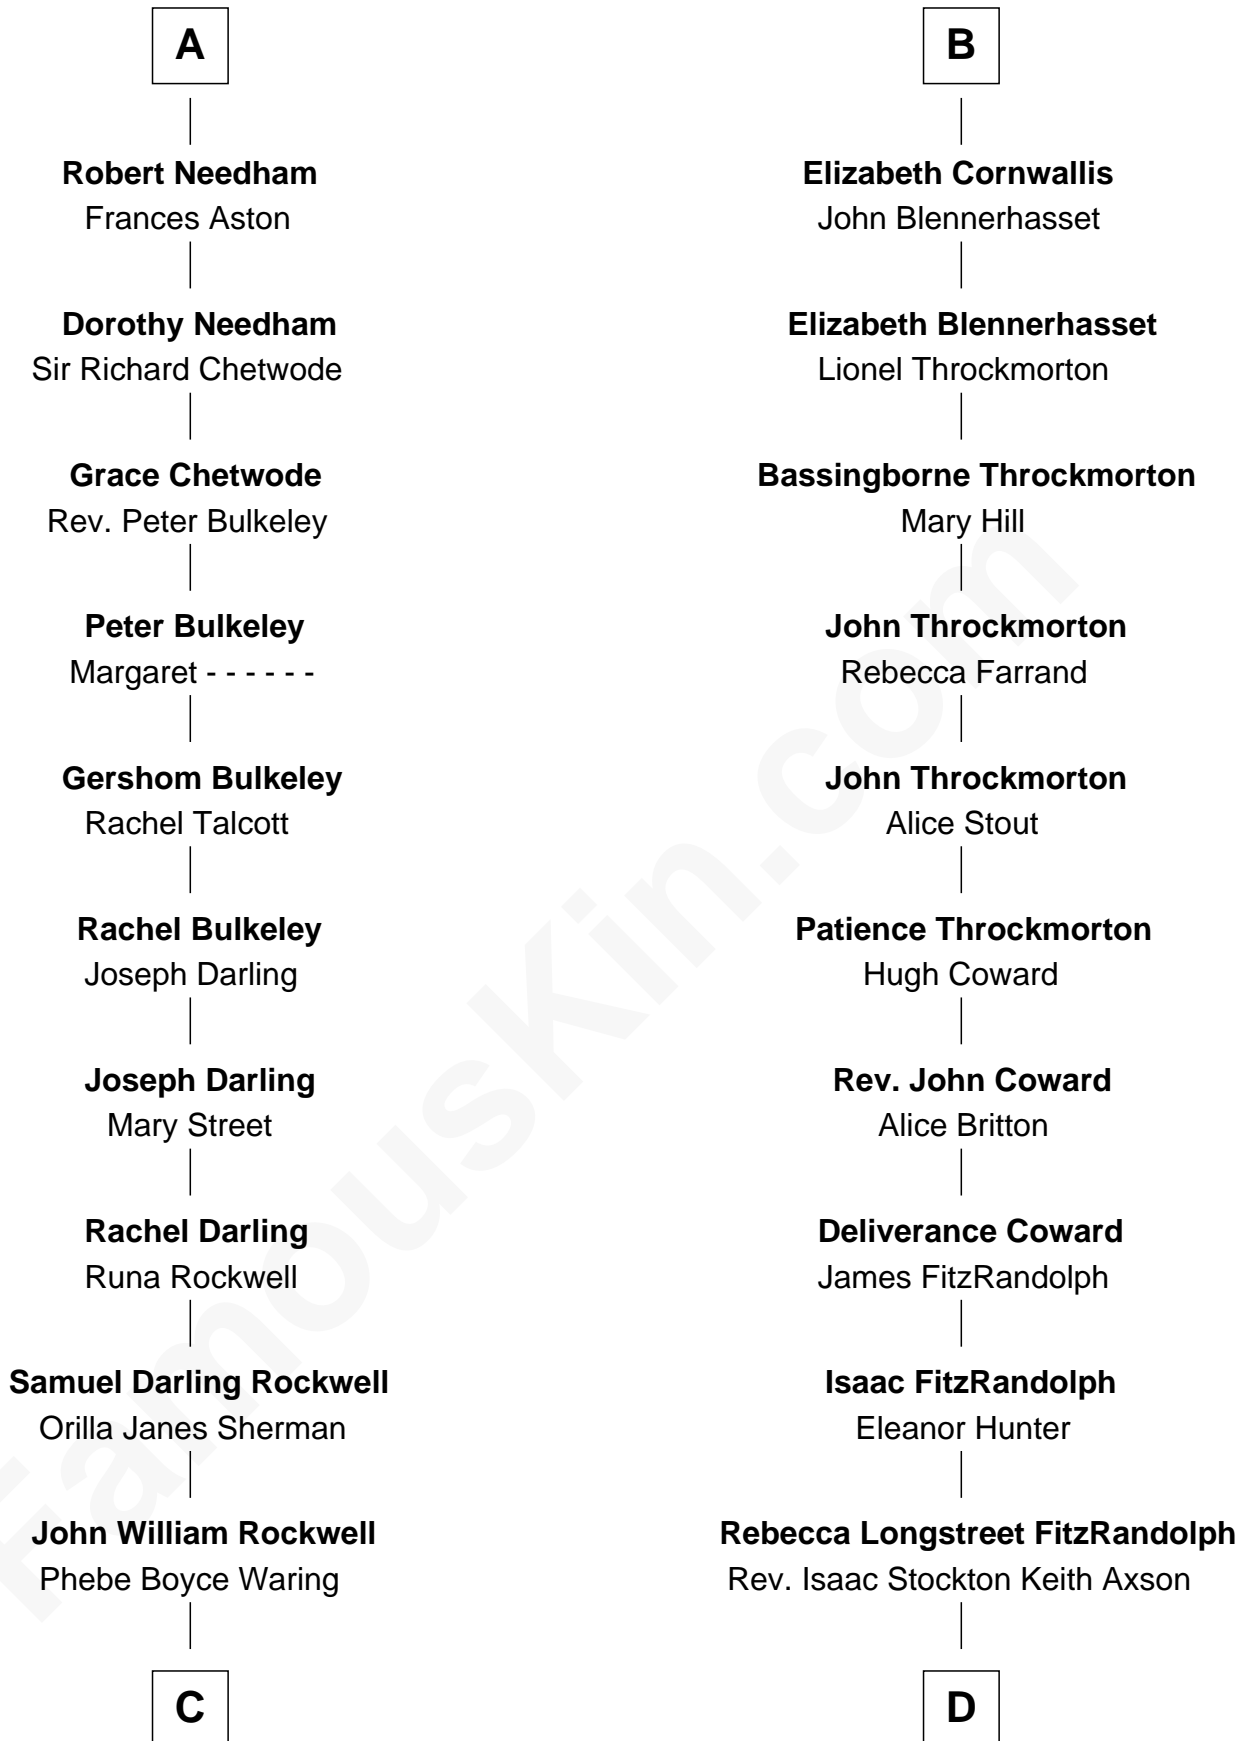 A
Robert Needham
Frances Aston
Dorothy Needham
Sir Richard Chetwode
Grace Chetwode
Rev. Peter Bulkeley
Peter Bulkeley
Margaret - - - - - -
Gershom Bulkeley
Rachel Talcott
Rachel Bulkeley
Joseph Darling
Joseph Darling
Mary Street
Rachel Darling
Runa Rockwell
Samuel Darling Rockwell
Orilla Janes Sherman
John William Rockwell
Phebe Boyce Waring
C
B
Elizabeth Cornwallis
John Blennerhasset
Elizabeth Blennerhasset
Lionel Throckmorton
Bassingborne Throckmorton
Mary Hill
John Throckmorton
Rebecca Farrand
John Throckmorton
Alice Stout
Patience Throckmorton
Hugh Coward
Rev. John Coward
Alice Britton
Deliverance Coward
James FitzRandolph
Isaac FitzRandolph
Eleanor Hunter
Rebecca Longstreet FitzRandolph
Rev. Isaac Stockton Keith Axson
D
FamousKin.com